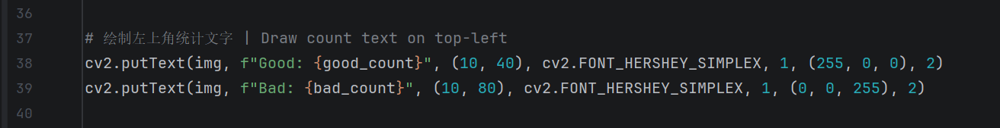 36
37 # 绘制左上角统计文字 | Draw count text on top-left
38 cv2.putText(img, f"Good: {good_count}", (10, 40), cv2.FONT_HERSHEY_SIMPLEX, 1, (255, 0, 0), 2)
39 cv2.putText(img, f"Bad: {bad_count}", (10, 80), cv2.FONT_HERSHEY_SIMPLEX, 1, (0, 0, 255), 2)
40